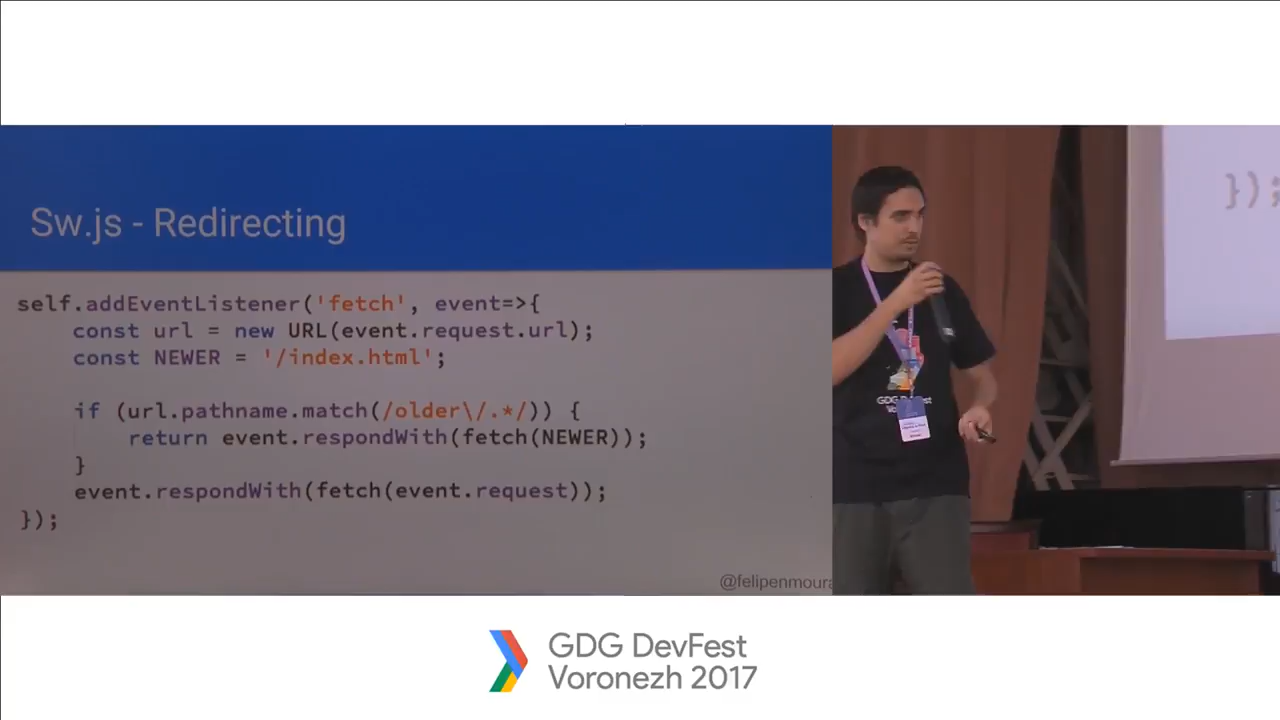 Sw.js - Redirecting
self.addEventListener('fetch', event=>{
    const url = new URL(event.request.url);
    const NEWER = '/index.html';
    if (url.pathname.match(/older\/.*/)) {
        return event.respondWith(fetch(NEWER));
    }
    event.respondWith(fetch(event.request));
});
@felipenmoura
});
GDG DevFest
GDG DevFest
Voronezh 2017